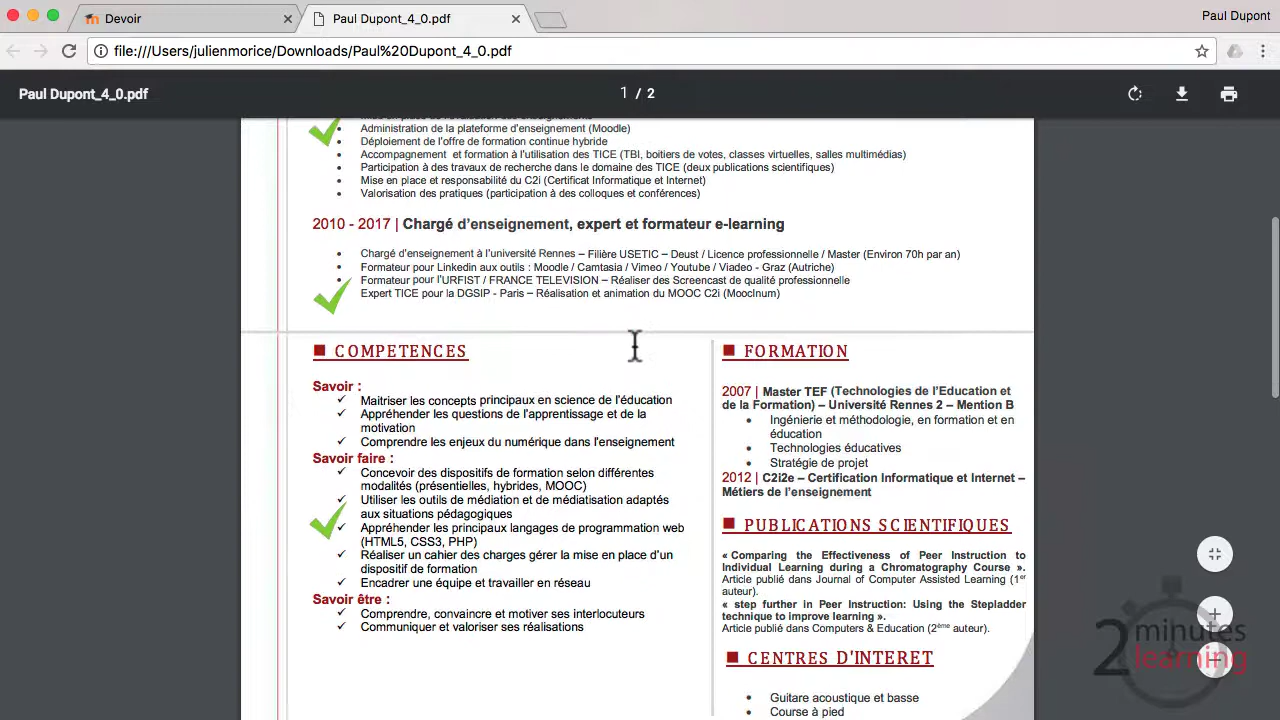 Devoir
Paul Dupont_4_0.pdf
Paul Dupont
file:///Users/julienmorice/Downloads/Paul%20Dupont_4_0.pdf
Paul Dupont_4_0.pdf
1 / 2
Administration de la plateforme d'enseignement (Moodle)
Déploiement de l'offre de formation continue hybride
Accompagnement et formation à l'utilisation des TICE (TBI, boitiers de votes, classes virtuelles, salles multimédias)
Participation à des travaux de recherche dans le domaine des TICE (deux publications scientifiques)
Mise en place et responsabilité du C2i (Certificat Informatique et Internet)
Valorisation des pratiques (participation à des colloques et conférences)
2010 - 2017 | Chargé d'enseignement, expert et formateur e-learning
Chargé d'enseignement à l'université Rennes – Filière USETIC – Deust / Licence professionnelle / Master (Environ 70h par an)
Formateur pour Linkedin aux outils : Moodle / Camtasia / Vimeo / Youtube / Viadeo - Graz (Autriche)
Formateur pour l'URFIST / FRANCE TELEVISION – Réaliser des Screencast de qualité professionnelle
Expert TICE pour la DGSIP - Paris – Réalisation et animation du MOOC C2i (MoocInum)
COMPETENCES
Savoir :
Maitriser les concepts principaux en science de l'éducation
Appréhender les questions de l'apprentissage et de la
motivation
Comprendre les enjeux du numérique dans l'enseignement
Savoir faire :
Concevoir des dispositifs de formation selon différentes
modalités (présentielles, hybrides, MOOC)
Utiliser les outils de médiation et de médiatisation adaptés
aux situations pédagogiques
Appréhender les principaux langages de programmation web
(HTML5, CSS3, PHP)
Réaliser un cahier des charges gérer la mise en place d'un
dispositif de formation
Encadrer une équipe et travailler en réseau
Savoir être :
Comprendre, convaincre et motiver ses interlocuteurs
Communiquer et valoriser ses réalisations
FORMATION
2007 | Master TEF (Technologies de l'Education et
de la Formation) – Université Rennes 2 – Mention B
Ingénierie et méthodologie, en formation et en
éducation
Technologies éducatives
Stratégie de projet
2012 | C2i2e – Certification Informatique et Internet –
Métiers de l'enseignement
PUBLICATIONS SCIENTIFIQUES
« Comparing the Effectiveness of Peer Instruction to
Individual Learning during a Chromatography Course ».
Article publié dans Journal of Computer Assisted Learning (1er
auteur).
« step further in Peer Instruction: Using the Stepladder
technique to improve learning ».
Article publié dans Computers & Education (2ème auteur).
CENTRES D'INTERET
Guitare acoustique et basse
Course à pied
2 minutes
learning